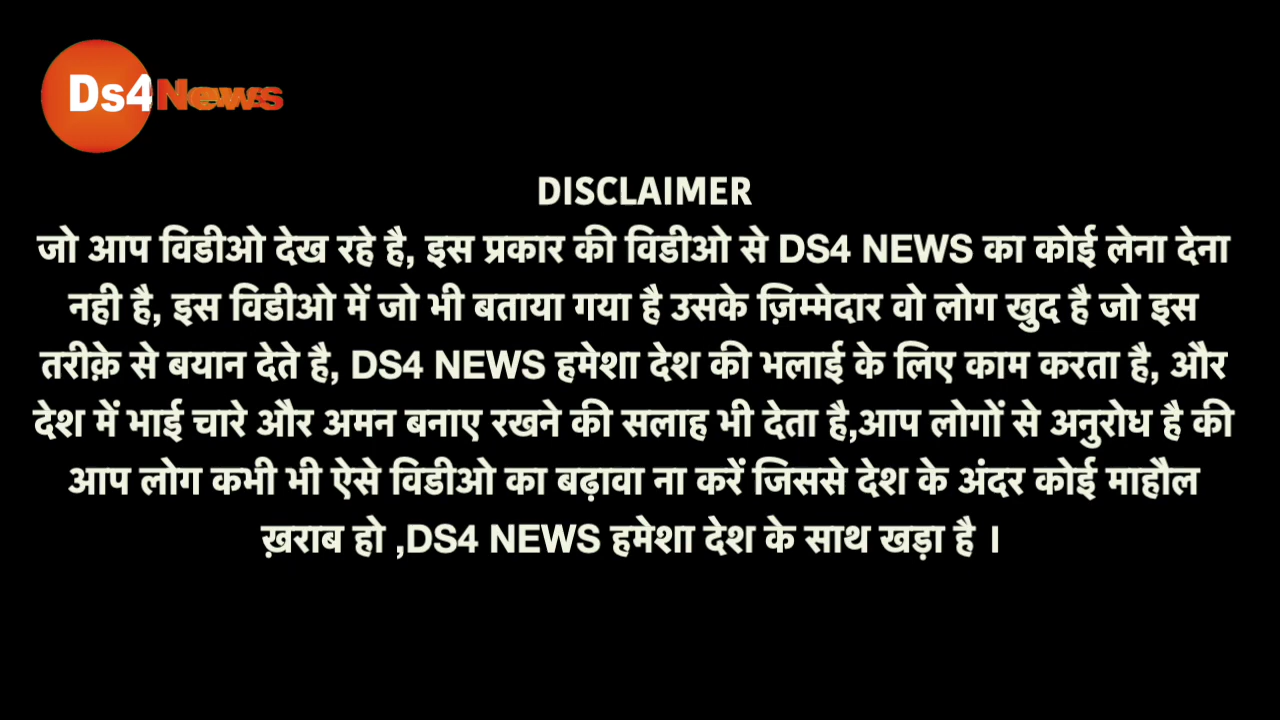 Ds4News
DISCLAIMER
जो आप विडीओ देख रहे है, इस प्रकार की विडीओ से DS4 NEWS का कोई लेना देना
नही है, इस विडीओ में जो भी बताया गया है उसके ज़िम्मेदार वो लोग खुद है जो इस
तरीक़े से बयान देते है, DS4 NEWS हमेशा देश की भलाई के लिए काम करता है, और
देश में भाई चारे और अमन बनाए रखने की सलाह भी देता है,आप लोगों से अनुरोध है की
आप लोग कभी भी ऐसे विडीओ का बढ़ावा ना करें जिससे देश के अंदर कोई माहौल
ख़राब हो ,DS4 NEWS हमेशा देश के साथ खड़ा है ।